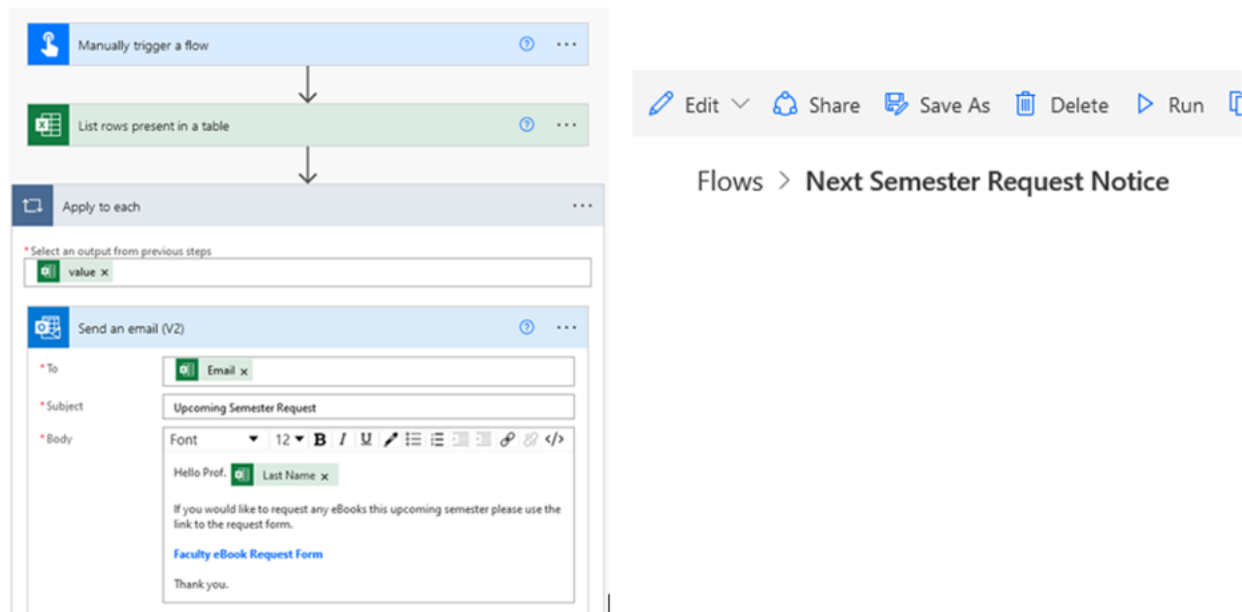 Manually trigger a flow
List rows present in a table
Apply to each
* Select an output from previous steps
value x
Send an email (V2)
* To
Email x
* Subject
Upcoming Semester Request
* Body
Font 12 B I U </>
Hello Prof. Last Name x
If you would like to request any eBooks this upcoming semester please use the
link to the request form.
Faculty eBook Request Form
Thank you.
Edit Share Save As Delete Run
Flows > Next Semester Request Notice